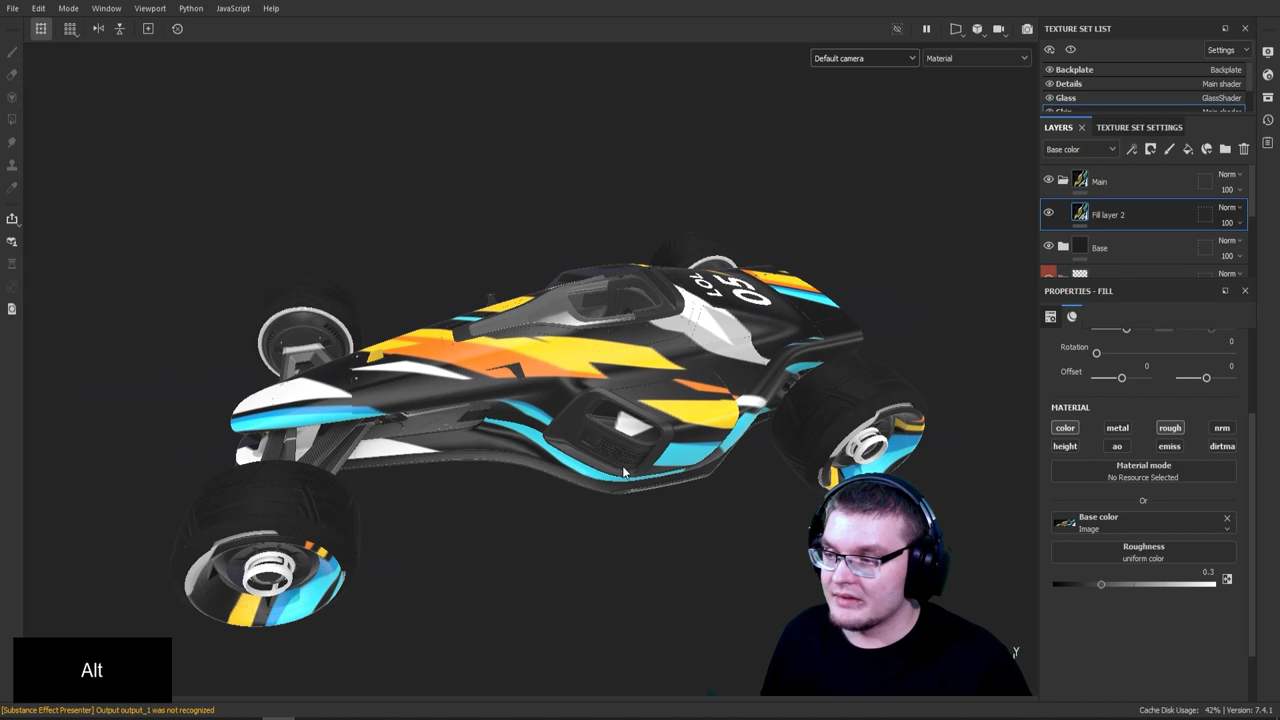 File Edit Mode Window Viewport Python JavaScript Help
Default camera
Material
TEXTURE SET LIST
Settings
Backplate Backplate
Details Main shader
Glass GlassShader
LAYERS TEXTURE SET SETTINGS
Base color
Main Norm
100
Fill layer 2 Norm
100
Base Norm
100
Norm
PROPERTIES - FILL
Rotation 0
Offset 0 0
MATERIAL
color metal rough nrm
height ao emiss dirtma
Material mode
No Resource Selected
Or
Base color
Image
Roughness
uniform color
0.3
LOL
05
Y
Alt
[Substance Effect Presenter] Output output_1 was not recognized
Cache Disk Usage: 42% | Version: 7.4.1